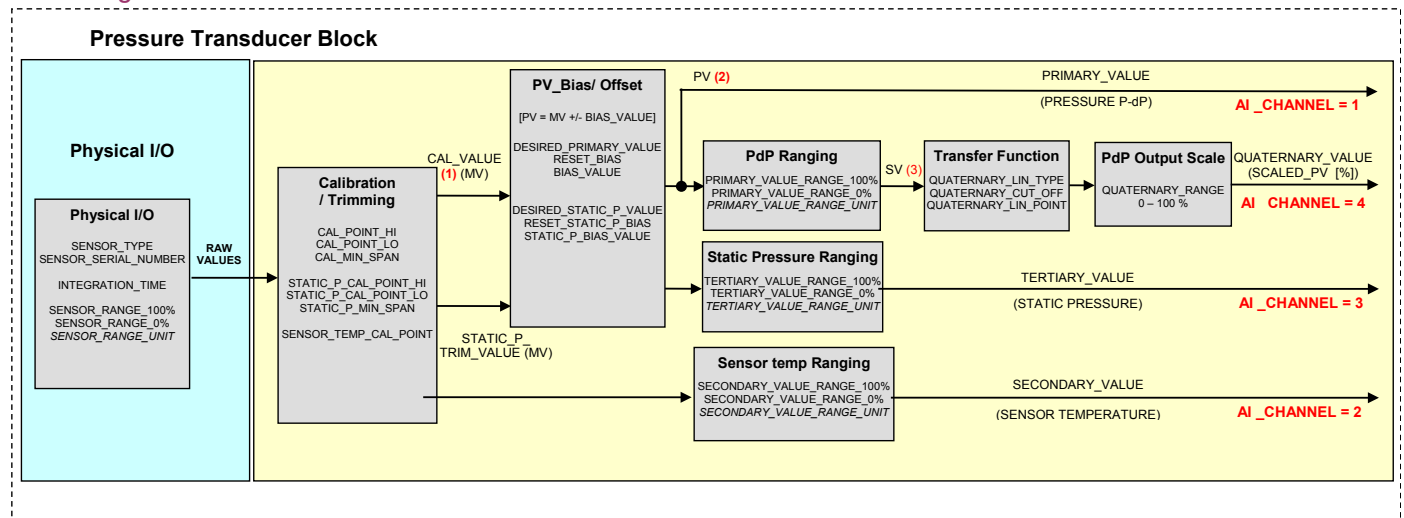 Pressure Transducer Block
Physical I/O
Physical I/O
SENSOR_TYPE
SENSOR_SERIAL_NUMBER
INTEGRATION_TIME
SENSOR_RANGE_100%
SENSOR_RANGE_0%
SENSOR_RANGE_UNIT
RAW
VALUES
Calibration
/ Trimming
CAL_POINT_HI
CAL_POINT_LO
CAL_MIN_SPAN
STATIC_P_CAL_POINT_HI
STATIC_P_CAL_POINT_LO
STATIC_P_MIN_SPAN
SENSOR_TEMP_CAL_POINT
CAL_VALUE
(1) (MV)
STATIC_P_
TRIM_VALUE (MV)
PV_Bias/ Offset
[PV = MV +/- BIAS_VALUE]
DESIRED_PRIMARY_VALUE
RESET_BIAS
BIAS_VALUE
DESIRED_STATIC_P_VALUE
RESET_STATIC_P_BIAS
STATIC_P_BIAS_VALUE
PV (2)
PRIMARY_VALUE
(PRESSURE P-dP)
AI _CHANNEL = 1
PdP Ranging
PRIMARY_VALUE_RANGE_100%
PRIMARY_VALUE_RANGE_0%
PRIMARY_VALUE_RANGE_UNIT
SV (3)
Transfer Function
QUATERNARY_LIN_TYPE
QUATERNARY_CUT_OFF
QUATERNARY_LIN_POINT
PdP Output Scale
QUATERNARY_RANGE
0 – 100 %
QUATERNARY_VALUE
(SCALED_PV [%])
AI CHANNEL = 4
Static Pressure Ranging
TERTIARY_VALUE_RANGE_100%
TERTIARY_VALUE_RANGE_0%
TERTIARY_VALUE_RANGE_UNIT
TERTIARY_VALUE
(STATIC PRESSURE)
AI _CHANNEL = 3
Sensor temp Ranging
SECONDARY_VALUE_RANGE_100%
SECONDARY_VALUE_RANGE_0%
SECONDARY_VALUE_RANGE_UNIT
SECONDARY_VALUE
(SENSOR TEMPERATURE)
AI _CHANNEL = 2